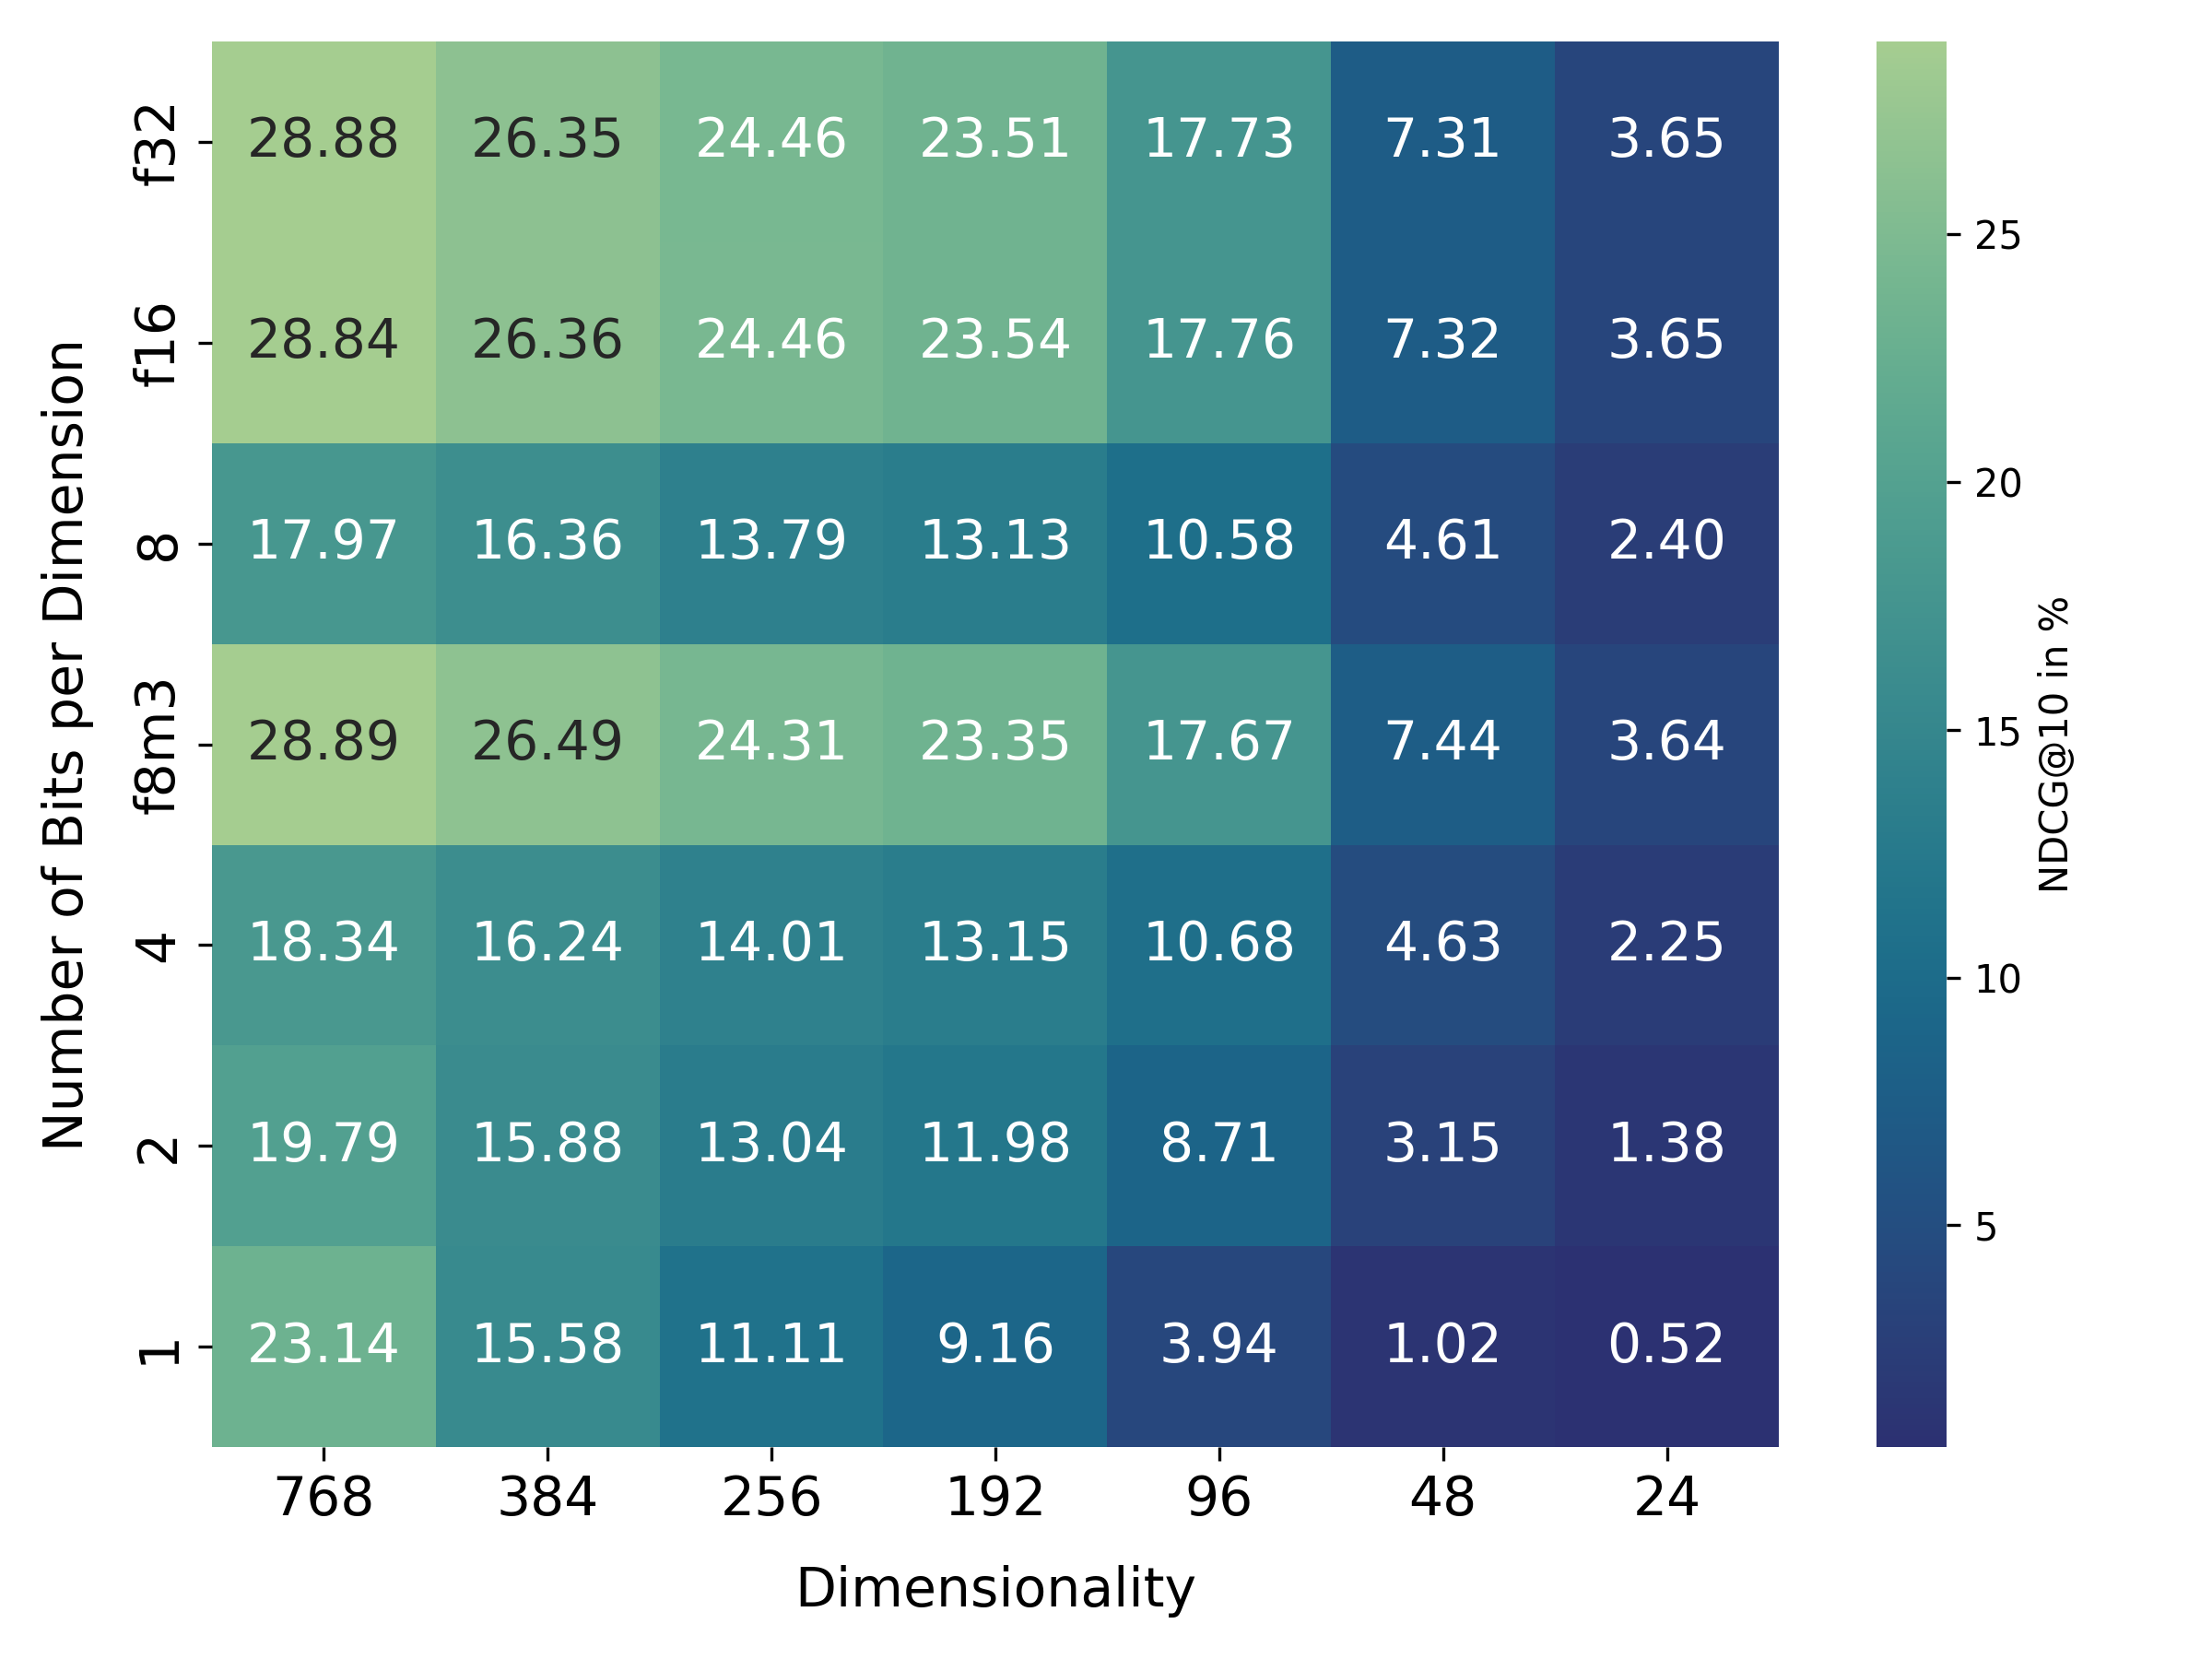 Number of Bits per Dimension
f32 28.88 26.35 24.46 23.51 17.73 7.31 3.65
f16 28.84 26.36 24.46 23.54 17.76 7.32 3.65
8 17.97 16.36 13.79 13.13 10.58 4.61 2.40
f8m3 28.89 26.49 24.31 23.35 17.67 7.44 3.64
4 18.34 16.24 14.01 13.15 10.68 4.63 2.25
2 19.79 15.88 13.04 11.98 8.71 3.15 1.38
1 23.14 15.58 11.11 9.16 3.94 1.02 0.52
768 384 256 192 96 48 24
Dimensionality
25
20
15
10
5
NDCG@10 in %